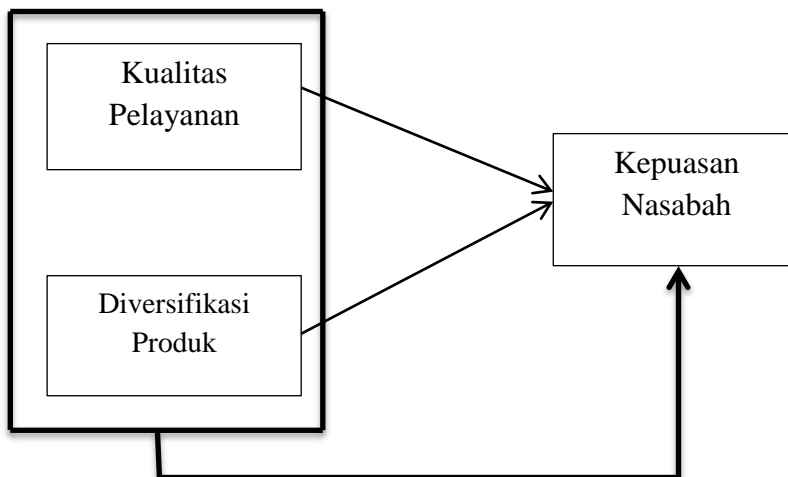 Kualitas
Pelayanan
Kepuasan
Nasabah
Diversifikasi
Produk